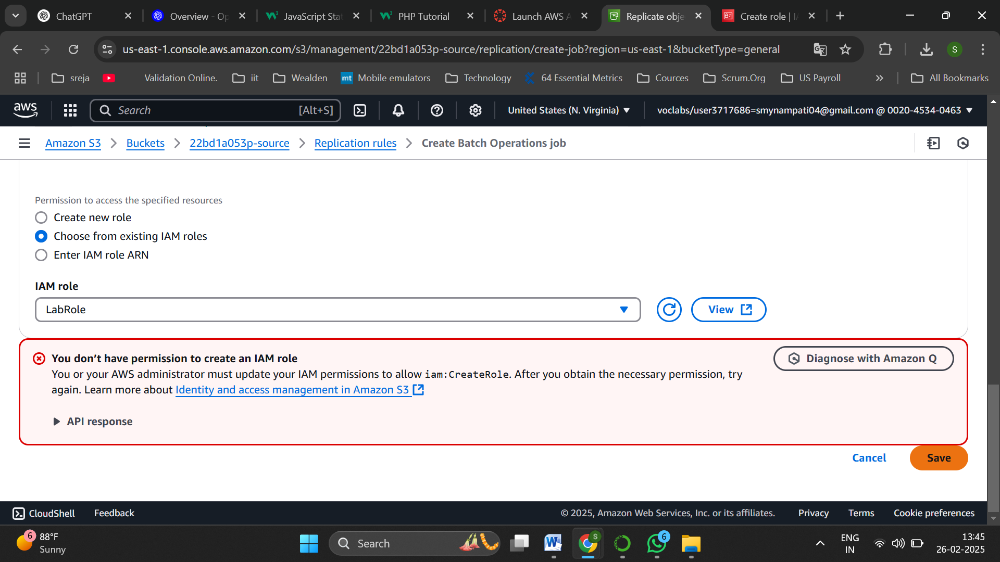 ChatGPT
Overview - Op
JavaScript Stat
PHP Tutorial
Launch AWS A
Replicate obje
Create role | IA
us-east-1.console.aws.amazon.com/s3/management/22bd1a053p-source/replication/create-job?region=us-east-1&bucketType=general
S
sreja
Validation Online.
iit
Wealden
mt
Mobile emulators
Technology
64 Essential Metrics
Cources
Scrum.Org
US Payroll
All Bookmarks
aws
Search
[Alt+S]
United States (N. Virginia)
voclabs/user3717686=smynampati04@gmail.com @ 0020-4534-0463
Amazon S3
Buckets
22bd1a053p-source
Replication rules
Create Batch Operations job
Permission to access the specified resources
Create new role
Choose from existing IAM roles
Enter IAM role ARN
IAM role
LabRole
View
You don’t have permission to create an IAM role
Diagnose with Amazon Q
You or your AWS administrator must update your IAM permissions to allow iam:CreateRole. After you obtain the necessary permission, try
again. Learn more about Identity and access management in Amazon S3
API response
Cancel
Save
CloudShell
Feedback
© 2025, Amazon Web Services, Inc. or its affiliates.
Privacy
Terms
Cookie preferences
6
88°F
Sunny
Search
W
S
6
ENG
IN
13:45
26-02-2025